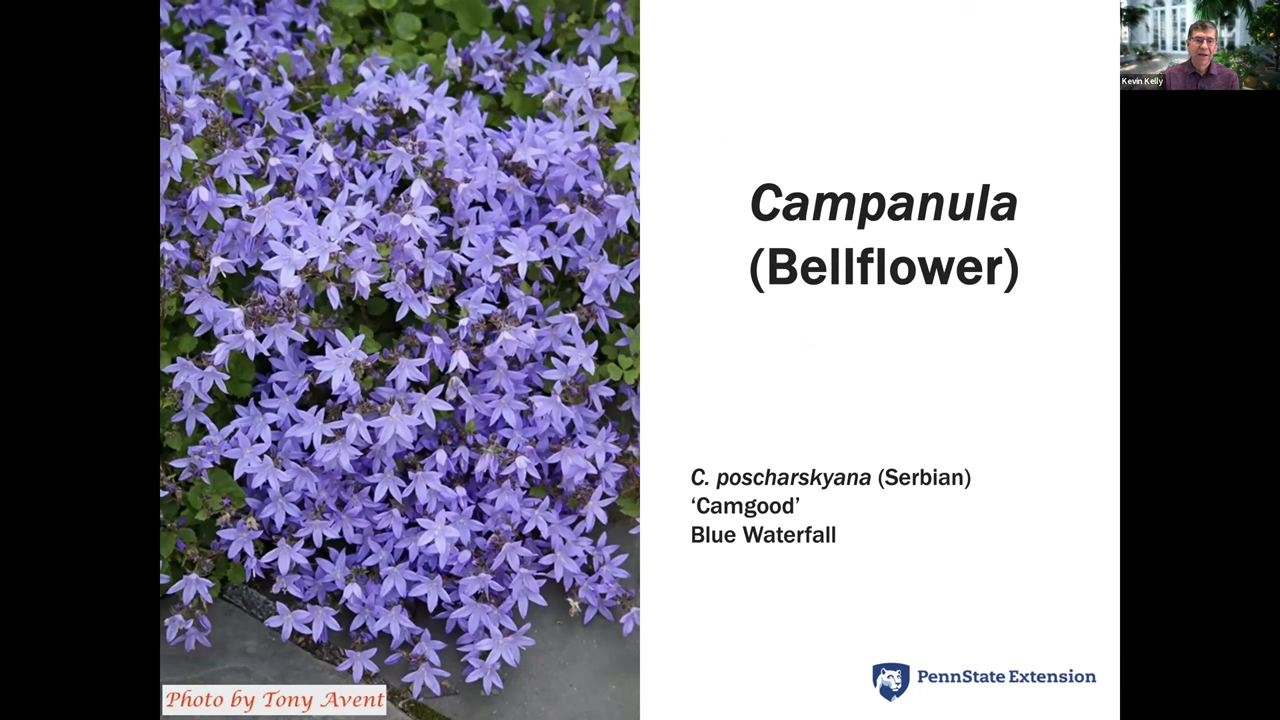 Kevin Kelly
Campanula
(Bellflower)
C. poscharskyana (Serbian)
‘Camgood’
Blue Waterfall
PennState Extension
Photo by Tony Avent